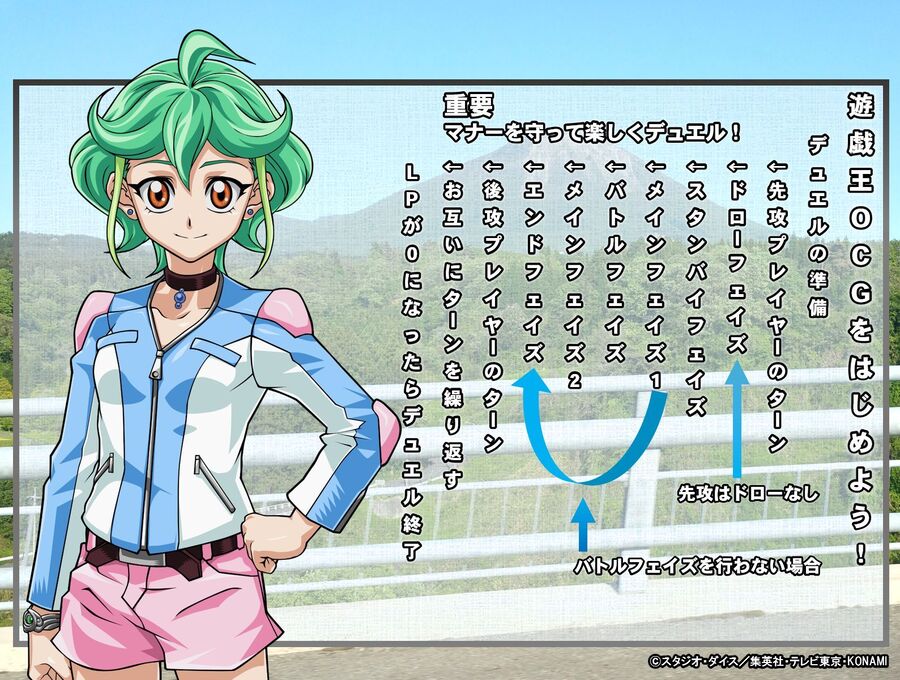 遊戯王OCGをはじめよう！
デュエルの準備
←先攻プレイヤーのターン
←ドローフェイズ
←スタンバイフェイズ
←メインフェイズ1
←バトルフェイズ
←メインフェイズ2
←エンドフェイズ
←後攻プレイヤーのターン
←お互いにターンを繰り返す
LPが0になったらデュエル終了
重要
マナーを守って楽しくデュエル！
先攻はドローなし
バトルフェイズを行わない場合
©スタジオ・ダイス／集英社・テレビ東京・KONAMI